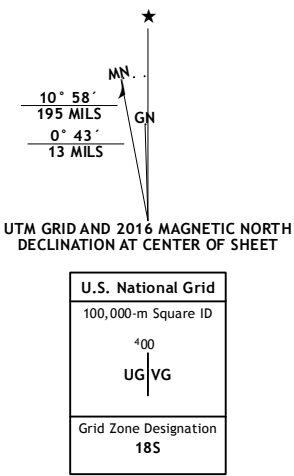 ★
MN
10° 58´
195 MILS
GN
0° 43´
13 MILS
UTM GRID AND 2016 MAGNETIC NORTH
DECLINATION AT CENTER OF SHEET
U.S. National Grid
100,000-m Square ID
⁴00
UG VG
Grid Zone Designation
18S